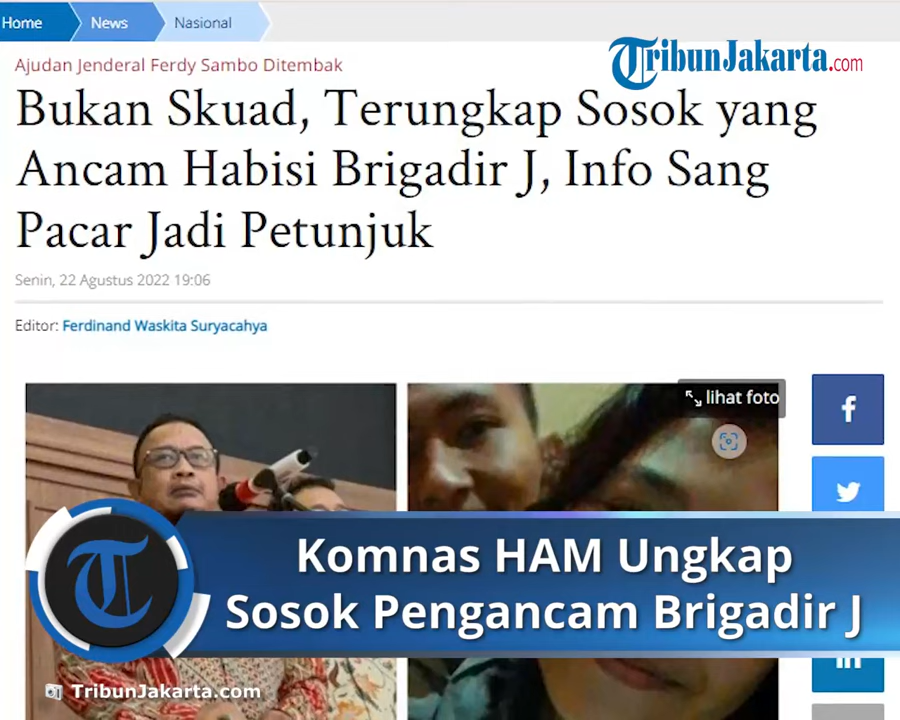 Home News Nasional
TribunJakarta.com
Ajudan Jenderal Ferdy Sambo Ditembak
Bukan Skuad, Terungkap Sosok yang
Ancam Habisi Brigadir J, Info Sang
Pacar Jadi Petunjuk
Senin, 22 Agustus 2022 19:06
Editor: Ferdinand Waskita Suryacahya
lihat foto
f
Komnas HAM Ungkap
Sosok Pengancam Brigadir J
T
in
TribunJakarta.com